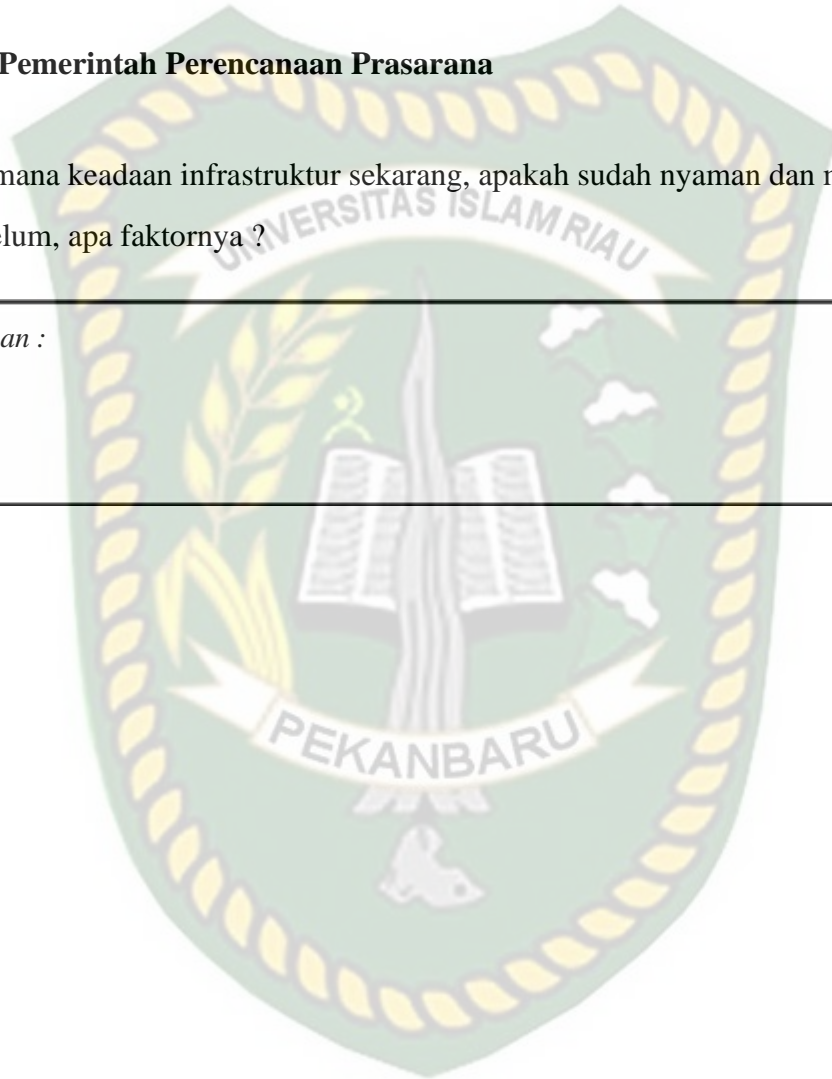 Pemerintah Perencanaan Prasarana
mana keadaan infrastruktur sekarang, apakah sudah nyaman dan
UNIVERSITAS ISLAM RIAU
elum, apa faktornya ?
an :
PEKANBARU